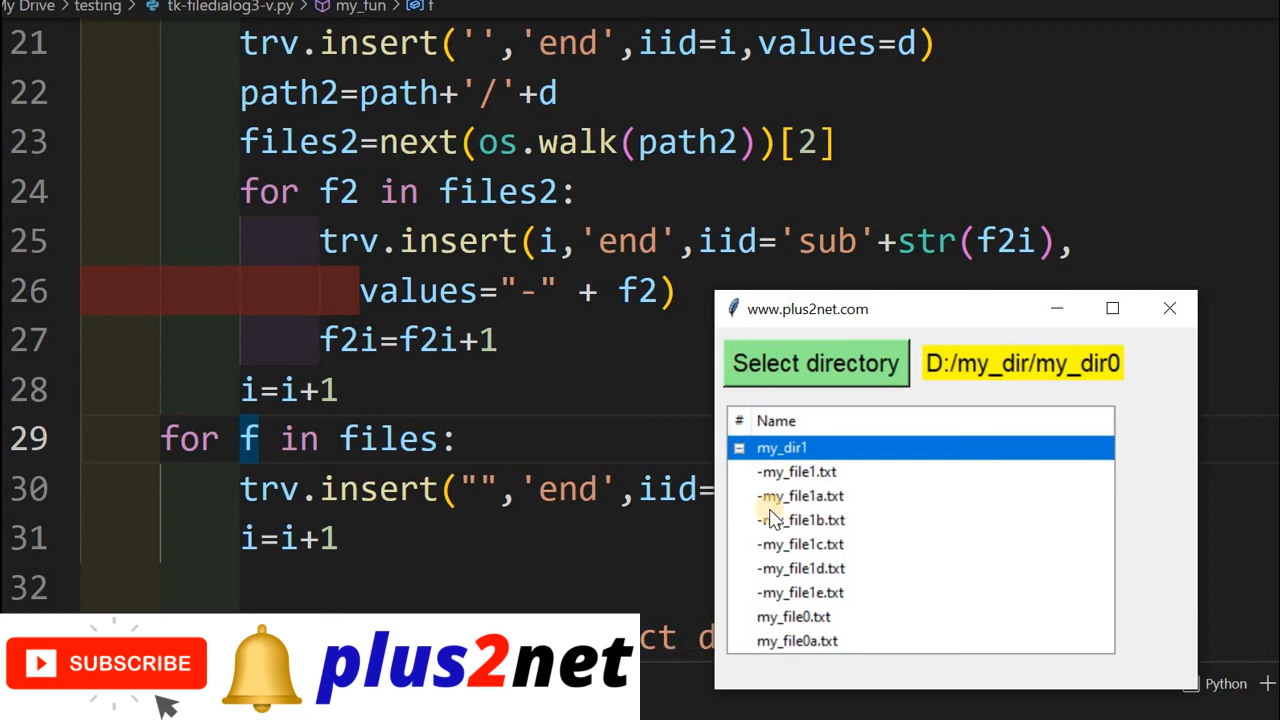 My Drive > testing > tk-filedialog3-v.py > my_fun > f
21 trv.insert('','end',iid=i,values=d)
22 path2=path+'/'+d
23 files2=next(os.walk(path2))[2]
24 for f2 in files2:
25 trv.insert(i,'end',iid='sub'+str(f2i),
26 values="-" + f2)
27 f2i=f2i+1
28 i=i+1
29 for f in files:
30 trv.insert("",'end',iid=
31 i=i+1
32
ct d
www.plus2net.com
Select directory D:/my_dir/my_dir0
# Name
my_dir1
-my_file1.txt
-my_file1a.txt
-my_file1b.txt
-my_file1c.txt
-my_file1d.txt
-my_file1e.txt
my_file0.txt
my_file0a.txt
SUBSCRIBE
plus2net
Python